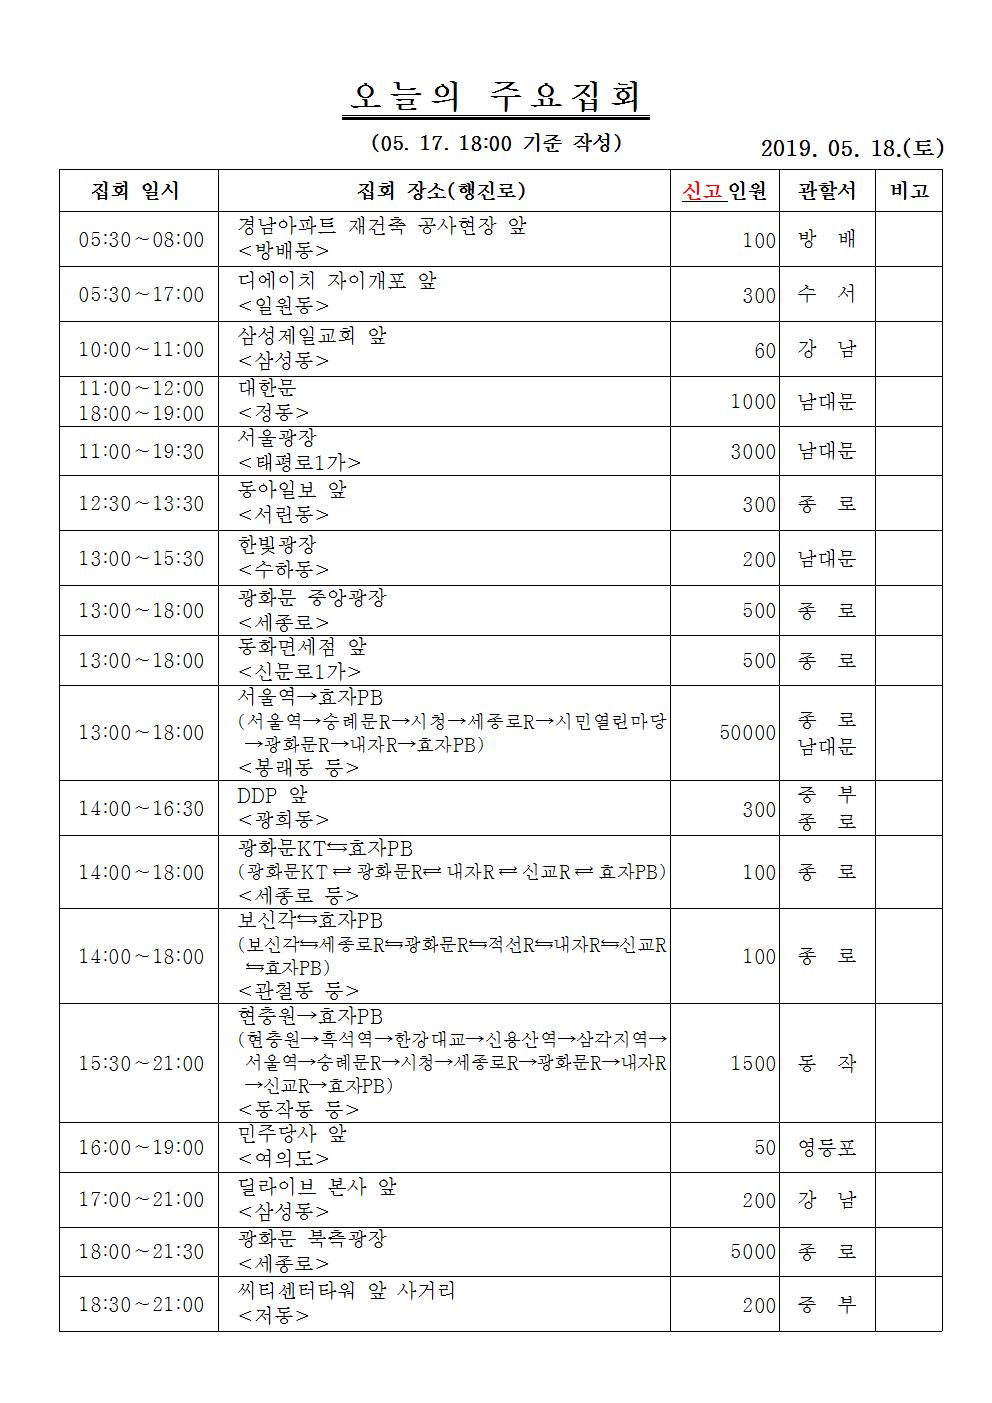 오늘의 주요집회
(05. 17. 18:00 기준 작성)
2019. 05. 18.(토)
집회 일시 집회 장소(행진로) 신고인원 관할서 비고
05:30~08:00 경남아파트 재건축 공사현장 앞
<방배동> 100 방 배
05:30~17:00 디에이치 자이개포 앞
<일원동> 300 수 서
10:00~11:00 삼성제일교회 앞
<삼성동> 60 강 남
11:00~12:00 대한문
18:00~19:00 <정동> 1000 남대문
11:00~19:30 서울광장
<태평로1가> 3000 남대문
12:30~13:30 동아일보 앞
<서린동> 300 종 로
13:00~15:30 한빛광장
<수하동> 200 남대문
13:00~18:00 광화문 중앙광장
<세종로> 500 종 로
13:00~18:00 동화면세점 앞
<신문로1가> 500 종 로
13:00~18:00 서울역→효자PB
(서울역→숭례문R→시청→세종로R→시민열린마당
→광화문R→내자R→효자PB)
<봉래동 등> 50000 종 로
남대문
14:00~16:30 DDP 앞
<광희동> 300 중 부
종 로
14:00~18:00 광화문KT⇆효자PB
(광화문KT ⇌ 광화문R⇌ 내자R ⇌ 신교R ⇌ 효자PB)
<세종로 등> 100 종 로
14:00~18:00 보신각⇆효자PB
(보신각⇆세종로R⇆광화문R⇆적선R⇆내자R⇆신교R
⇆효자PB)
<관철동 등> 100 종 로
15:30~21:00 현충원→효자PB
(현충원→흑석역→한강대교→신용산역→삼각지역→
서울역→숭례문R→시청→세종로R→광화문R→내자R
→신교R→효자PB)
<동작동 등> 1500 동 작
16:00~19:00 민주당사 앞
<여의도> 50 영등포
17:00~21:00 딜라이브 본사 앞
<삼성동> 200 강 남
18:00~21:30 광화문 북측광장
<세종로> 5000 종 로
18:30~21:00 씨티센터타워 앞 사거리
<저동> 200 중 부